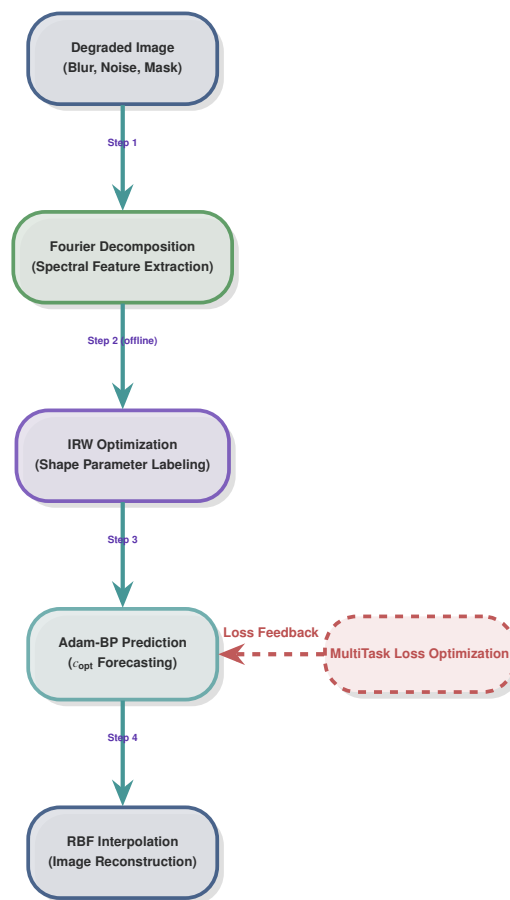 Degraded Image
(Blur, Noise, Mask)
Step 1
Fourier Decomposition
(Spectral Feature Extraction)
Step 2 (offline)
IRW Optimization
(Shape Parameter Labeling)
Step 3
Adam-BP Prediction
(c_opt Forecasting)
Loss Feedback
MultiTask Loss Optimization
Step 4
RBF Interpolation
(Image Reconstruction)